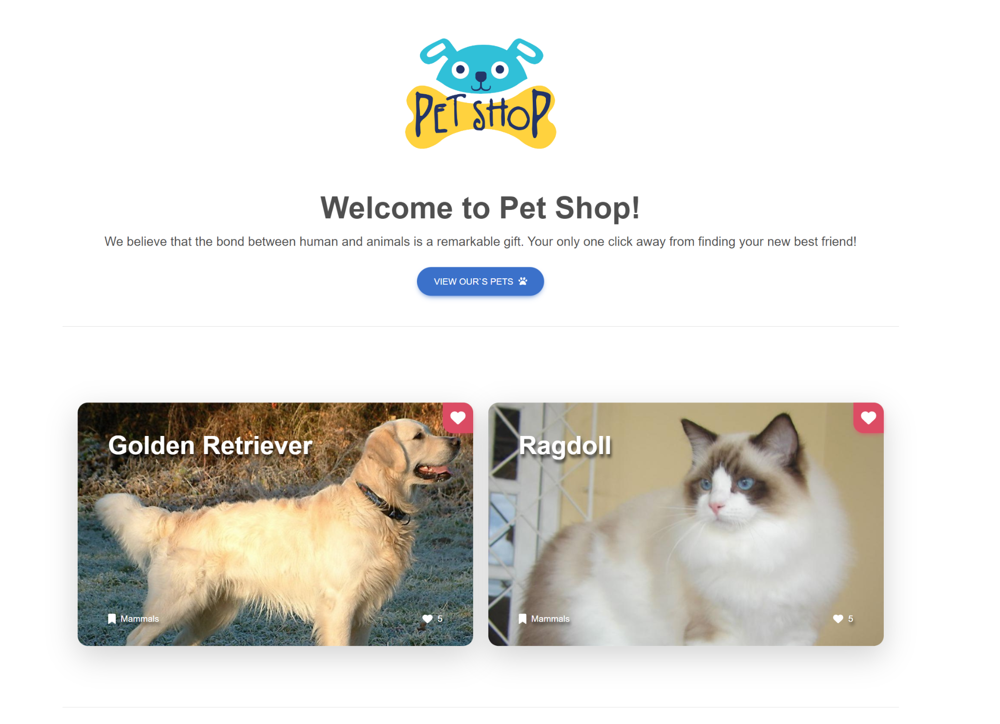 PET SHOP
Welcome to Pet Shop!
We believe that the bond between human and animals is a remarkable gift. Your only one click away from finding your new best friend!
VIEW OUR`S PETS
Golden Retriever
Ragdoll
Mammals
5
Mammals
5